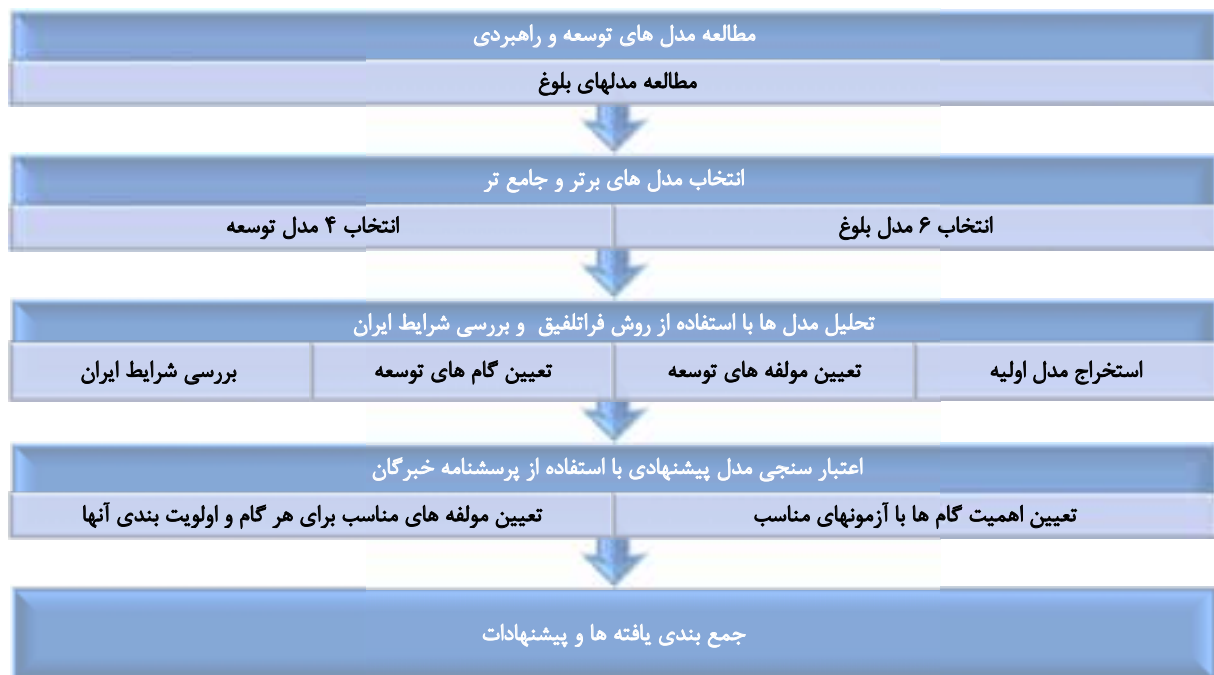 مطالعه مدل های توسعه و راهبردی
مطالعه مدلهای بلوغ
انتخاب مدل های برتر و جامع تر
انتخاب ۶ مدل بلوغ
انتخاب ۴ مدل توسعه
تحلیل مدل ها با استفاده از روش فراتلفیق و بررسی شرایط ایران
استخراج مدل اولیه
تعیین مولفه های توسعه
تعیین گام های توسعه
بررسی شرایط ایران
اعتبار سنجی مدل پیشنهادی با استفاده از پرسشنامه خبرگان
تعیین اهمیت گام ها با آزمونهای مناسب
تعیین مولفه های مناسب برای هر گام و اولویت بندی آنها
جمع بندی یافته ها و پیشنهادات